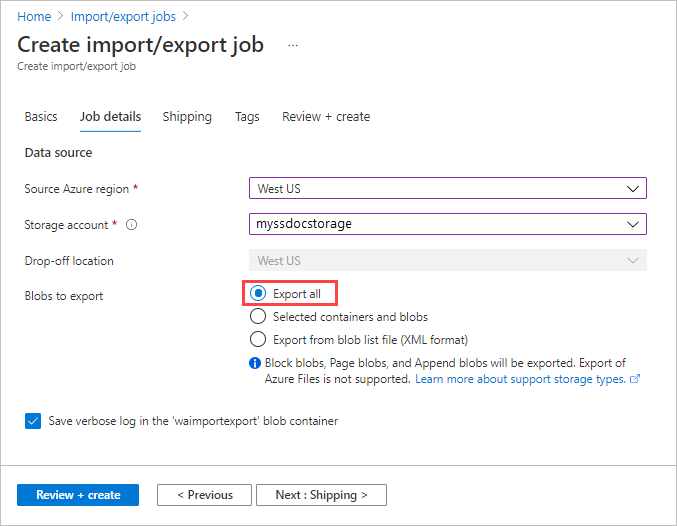 Home > Import/export jobs >
Create import/export job ...
Create import/export job
Basics Job details Shipping Tags Review + create
Data source
Source Azure region * West US
Storage account * myssdocstorage
Drop-off location West US
Blobs to export Export all
Selected containers and blobs
Export from blob list file (XML format)
Block blobs, Page blobs, and Append blobs will be exported. Export of
Azure Files is not supported. Learn more about support storage types.
Save verbose log in the 'waimportexport' blob container
Review + create < Previous Next : Shipping >